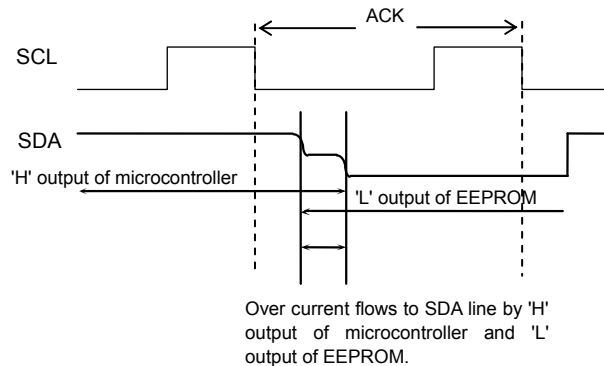 ACK
SCL
SDA
'H' output of microcontroller
'L' output of EEPROM
Over current flows to SDA line by 'H'
output of microcontroller and 'L'
output of EEPROM.